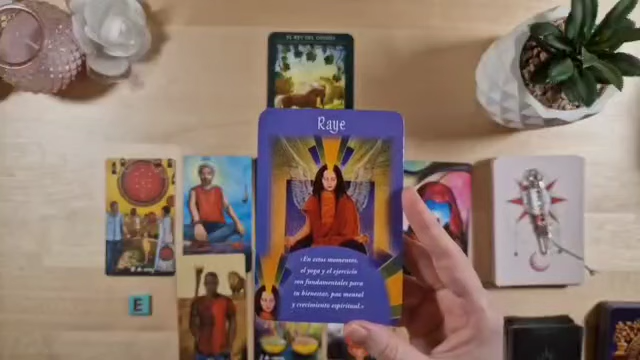 Raye
«En estos momentos,
el yoga y el ejercicio
son fundamentales para
tu bienestar, paz mental
y crecimiento espiritual.»
E